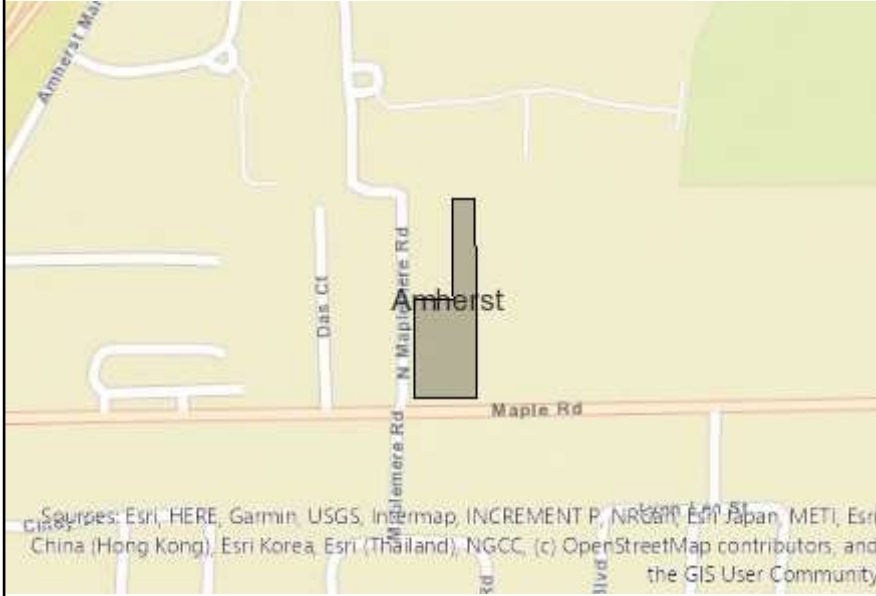 Amherst Man
N Maplemere Rd
Das Ct
Amherst
Maple Rd
Maplemere Rd
Sources: Esri, HERE, Garmin, USGS, Intermap, INCREMENT P, NRCan, Esri Japan, METI, Esri
China (Hong Kong), Esri Korea, Esri (Thailand), NGCC, (c) OpenStreetMap contributors, and
the GIS User Community
Rd
Blvd